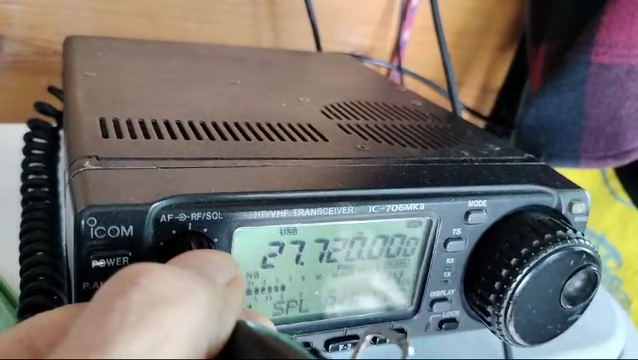 ICOM
POWER
AF-⊙-RF/SQL
HF/VHF TRANSCEIVER IC-706MKII
USB
27.720.000
NB
SPL
MODE
TS
RX
TX
DISPLAY
LOCK
F-2